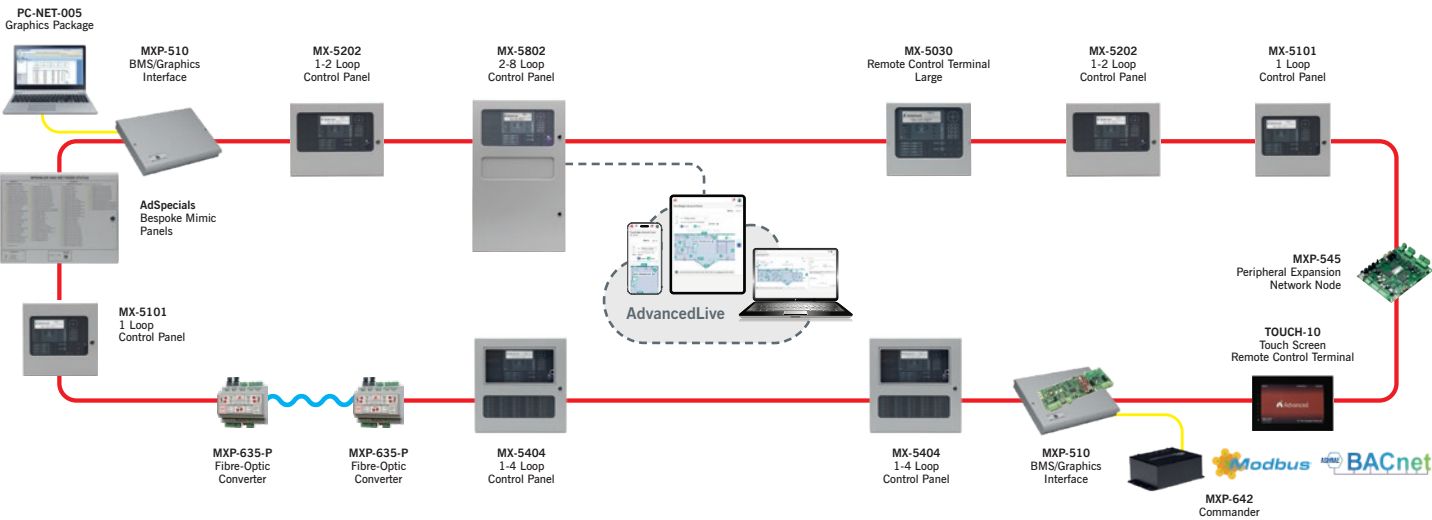 PC-NET-005
Graphics Package
MXP-510
BMS/Graphics
Interface
MX-5202
1-2 Loop
Control Panel
MX-5802
2-8 Loop
Control Panel
MX-5030
Remote Control Terminal
Large
MX-5202
1-2 Loop
Control Panel
MX-5101
1 Loop
Control Panel
AdSpecials
Bespoke Mimic
Panels
AdvancedLive
MXP-545
Peripheral Expansion
Network Node
MX-5101
1 Loop
Control Panel
TOUCH-10
Touch Screen
Remote Control Terminal
Advanced
MXP-635-P
Fibre-Optic
Converter
MXP-635-P
Fibre-Optic
Converter
MX-5404
1-4 Loop
Control Panel
MX-5404
1-4 Loop
Control Panel
MXP-510
BMS/Graphics
Interface
MXP-642
Commander
Modbus
ASHRAE BACnet